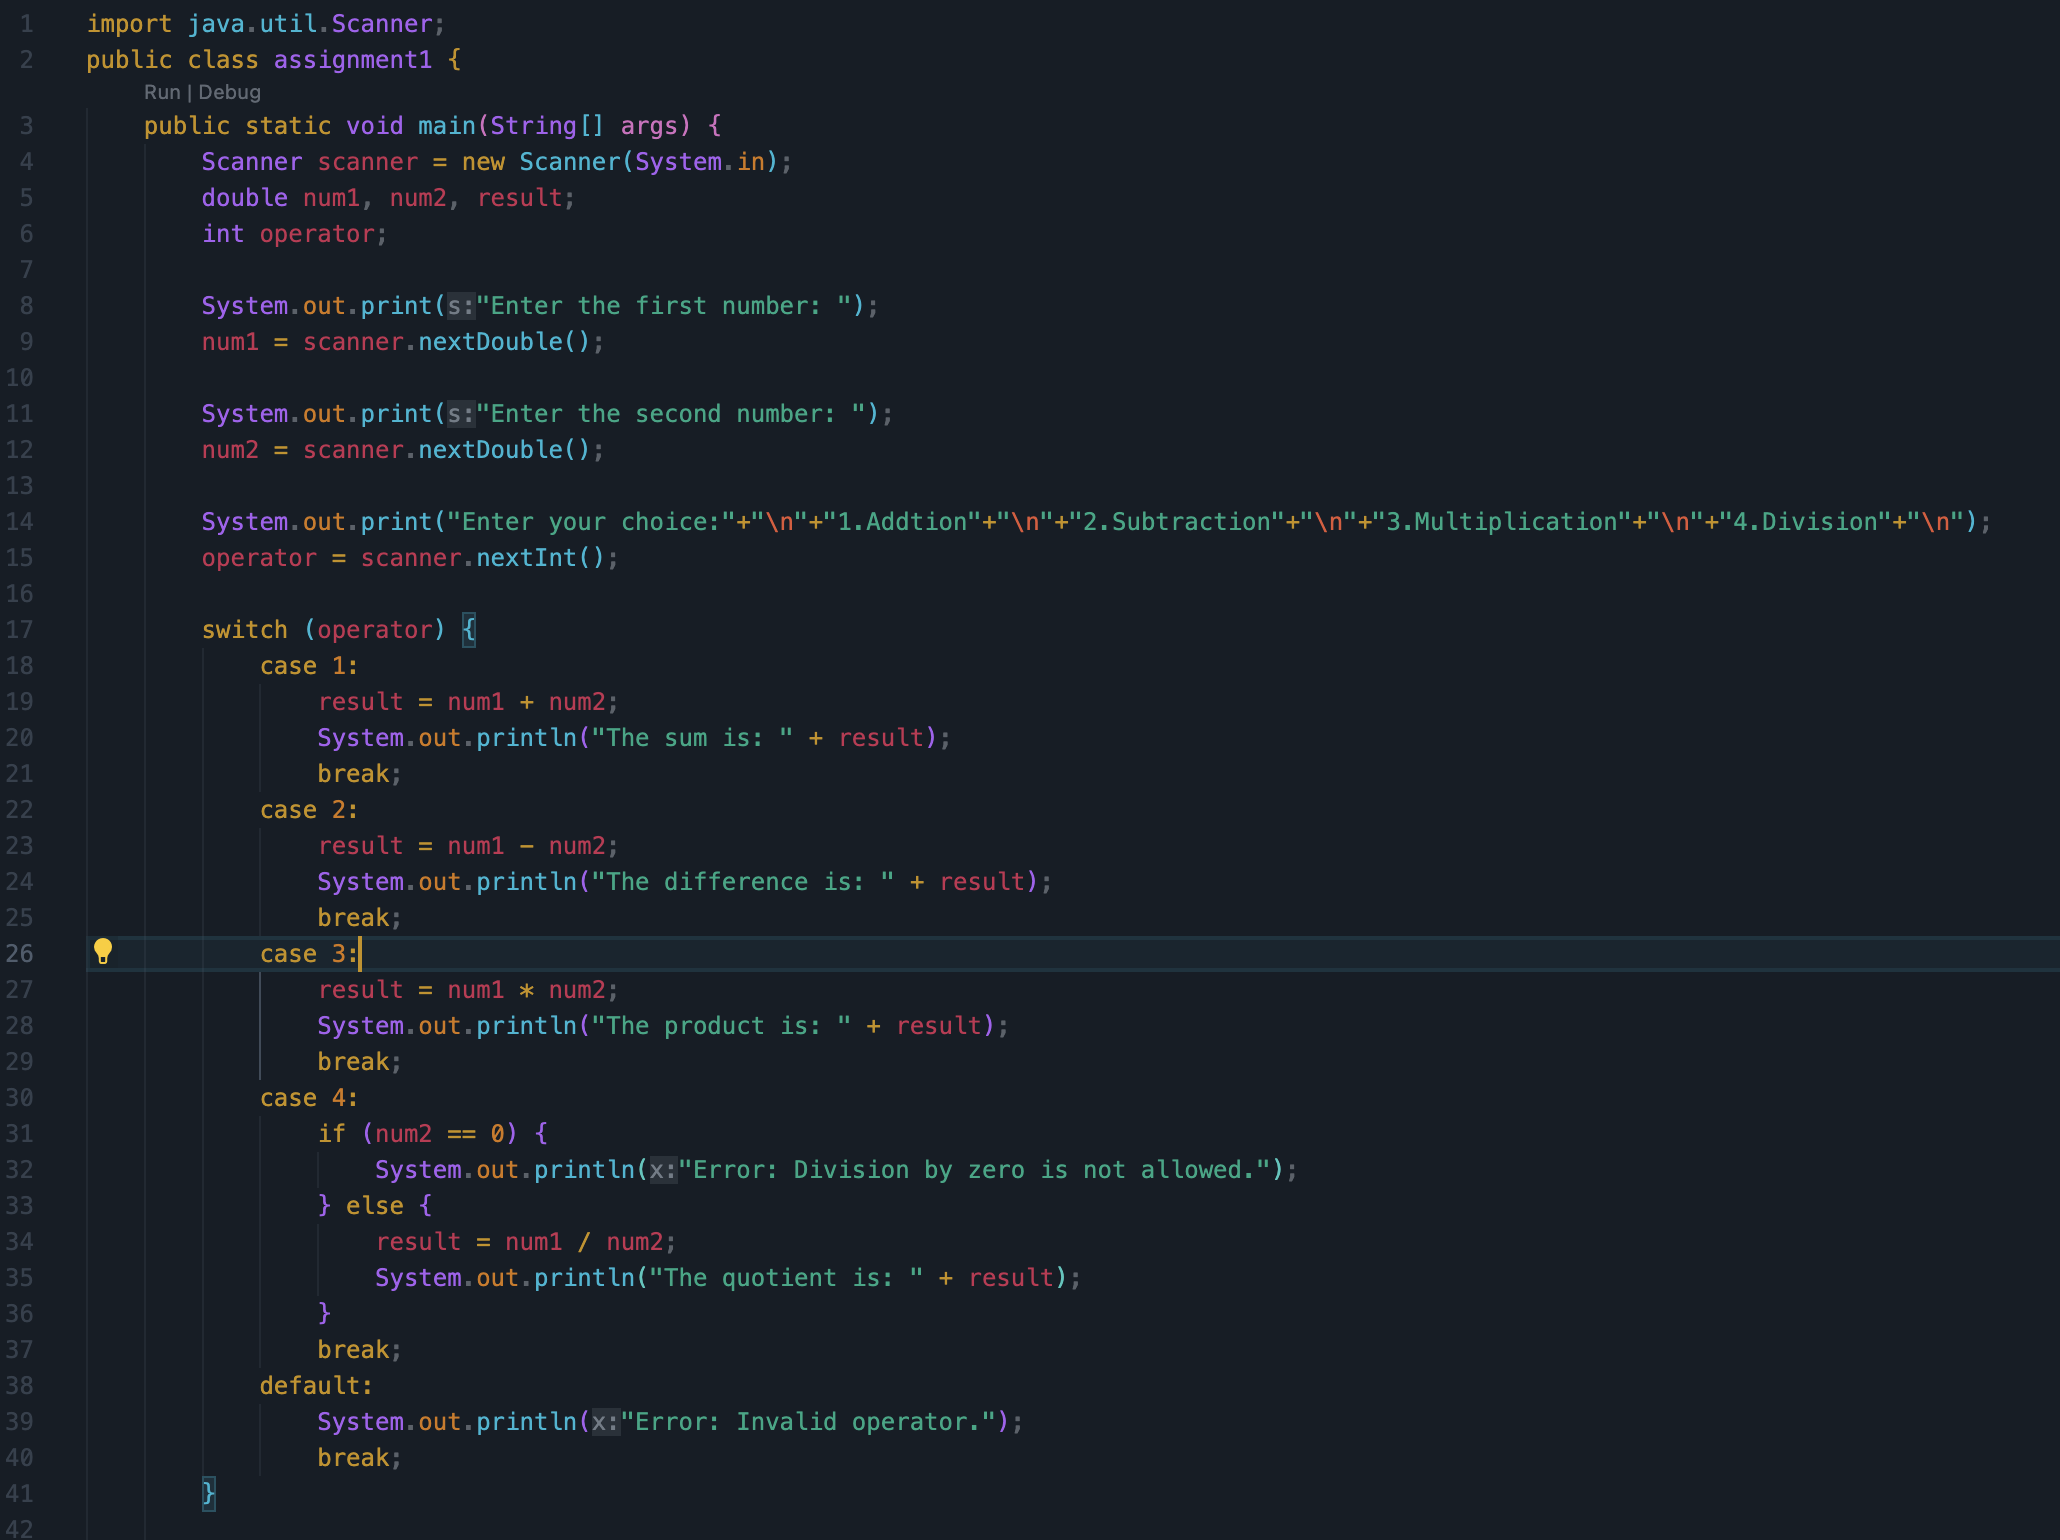 1 import java.util.Scanner;
2 public class assignment1 {
Run | Debug
3 public static void main(String[] args) {
4 Scanner scanner = new Scanner(System.in);
5 double num1, num2, result;
6 int operator;
7
8 System.out.print(s:"Enter the first number: ");
9 num1 = scanner.nextDouble();
10
11 System.out.print(s:"Enter the second number: ");
12 num2 = scanner.nextDouble();
13
14 System.out.print("Enter your choice:"+"\n"+"1.Addtion"+"\n"+"2.Subtraction"+"\n"+"3.Multiplication"+"\n"+"4.Division"+"\n");
15 operator = scanner.nextInt();
16
17 switch (operator) {
18 case 1:
19 result = num1 + num2;
20 System.out.println("The sum is: " + result);
21 break;
22 case 2:
23 result = num1 - num2;
24 System.out.println("The difference is: " + result);
25 break;
26 case 3:
27 result = num1 * num2;
28 System.out.println("The product is: " + result);
29 break;
30 case 4:
31 if (num2 == 0) {
32 System.out.println(x:"Error: Division by zero is not allowed.");
33 } else {
34 result = num1 / num2;
35 System.out.println("The quotient is: " + result);
36 }
37 break;
38 default:
39 System.out.println(x:"Error: Invalid operator.");
40 break;
41 }
42